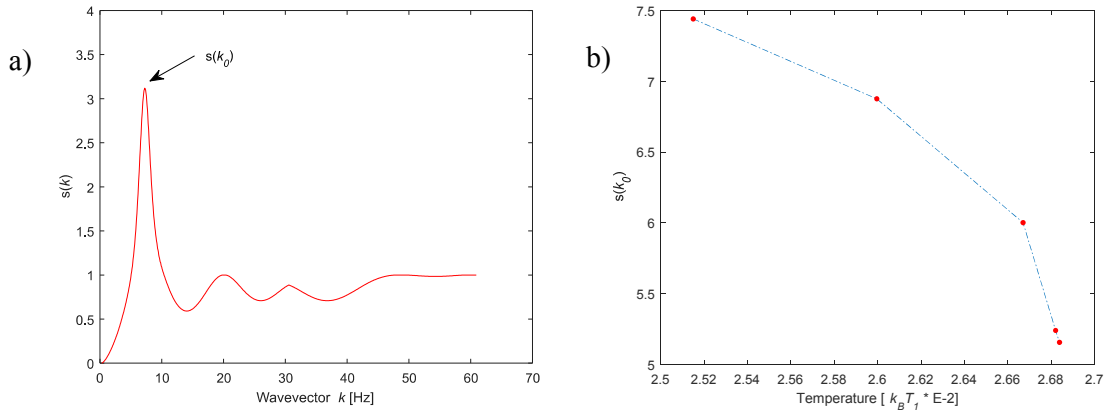 a)
4
3.5
3
2.5
2
1.5
1
0.5
0
s(k)
s(k₀)
0 10 20 30 40 50 60 70
Wavevector k [Hz]
b)
7.5
7
6.5
6
5.5
5
s(k₀)
2.5 2.52 2.54 2.56 2.58 2.6 2.62 2.64 2.66 2.68 2.7
Temperature [ k_BT_1 * E-2]